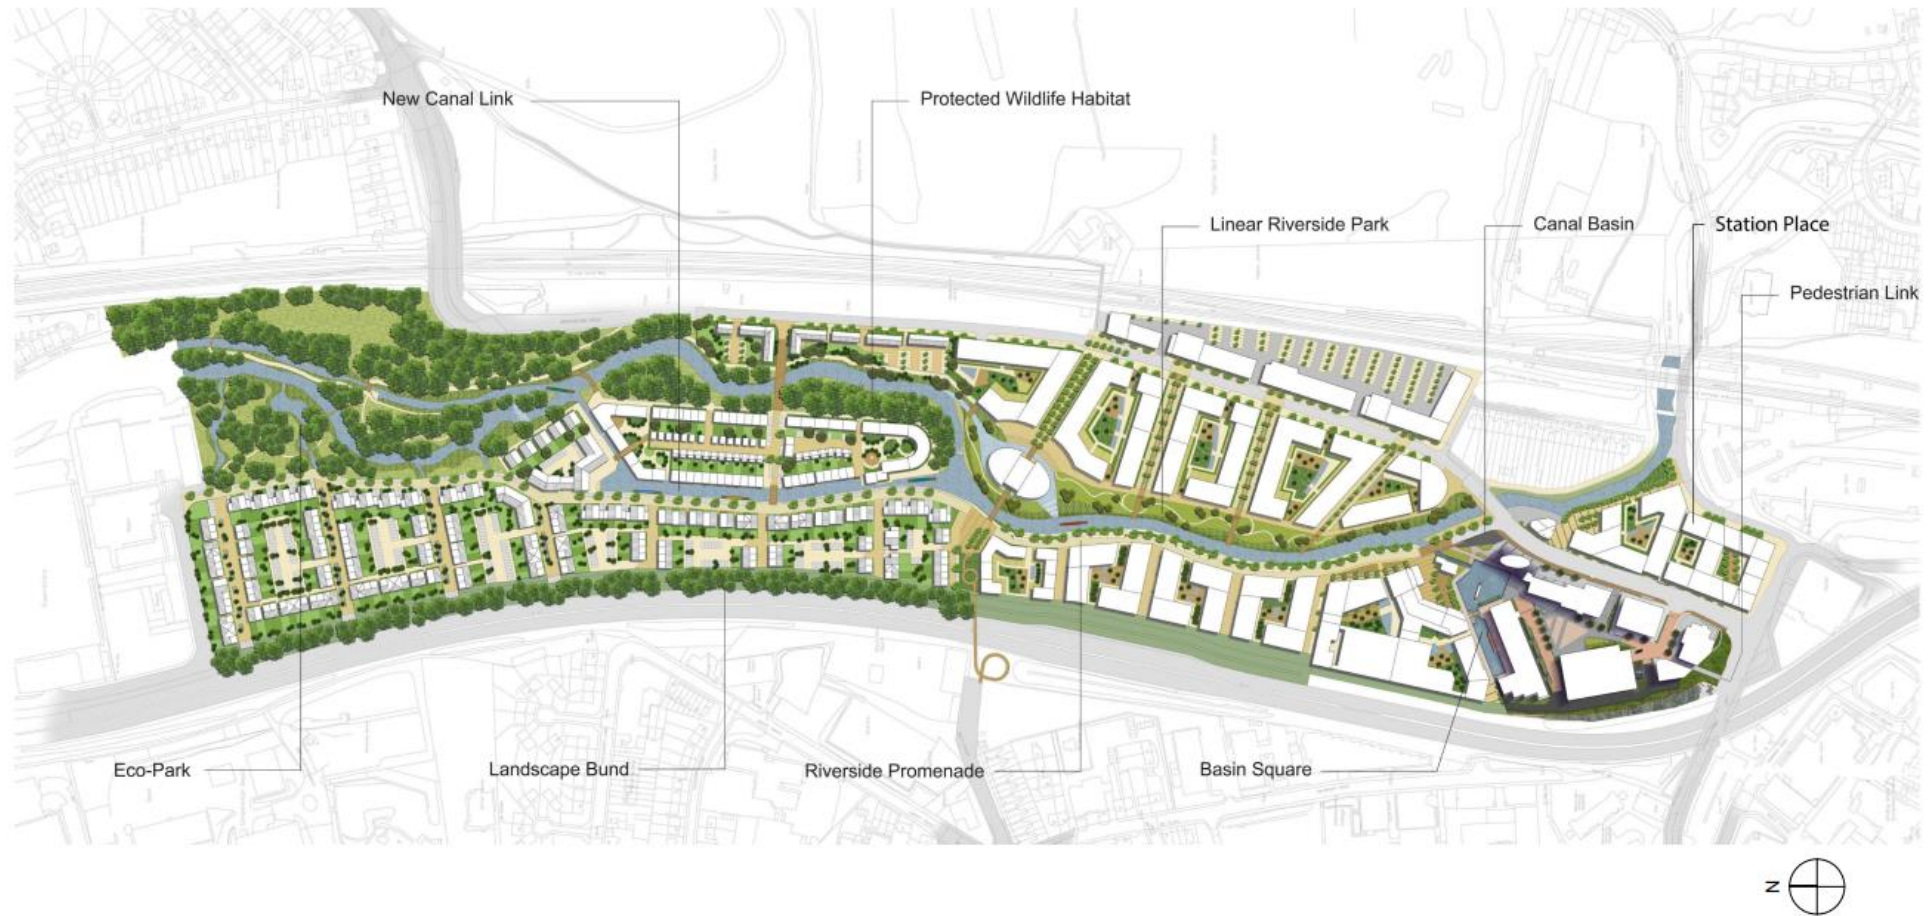 New Canal Link
Protected Wildlife Habitat
Linear Riverside Park
Canal Basin
Station Place
Pedestrian Link
Eco-Park
Landscape Bund
Riverside Promenade
Basin Square
N